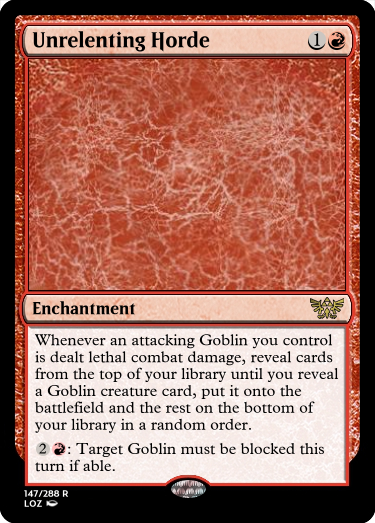 Unrelenting Horde 1
Enchantment
Whenever an attacking Goblin you control
is dealt lethal combat damage, reveal cards
from the top of your library until you reveal
a Goblin creature card, put it onto the
battlefield and the rest on the bottom of
your library in a random order.
2 : Target Goblin must be blocked this
turn if able.
147/288 R
LOZ